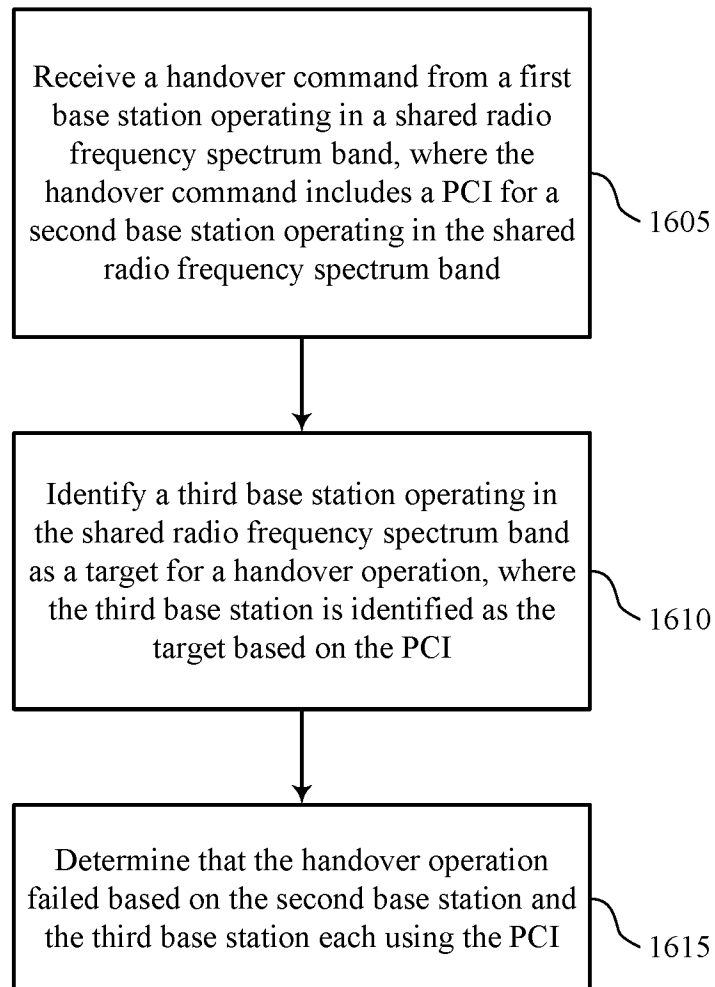 Receive a handover command from a first
base station operating in a shared radio
frequency spectrum band, where the
handover command includes a PCI for a
second base station operating in the shared
radio frequency spectrum band
1605
Identify a third base station operating in
the shared radio frequency spectrum band
as a target for a handover operation, where
the third base station is identified as the
target based on the PCI
1610
Determine that the handover operation
failed based on the second base station and
the third base station each using the PCI
1615